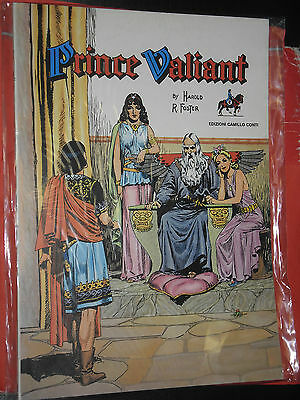 Prince Valiant
BY HAROLD
R. FOSTER
EDIZIONI CAMILLO CONTI